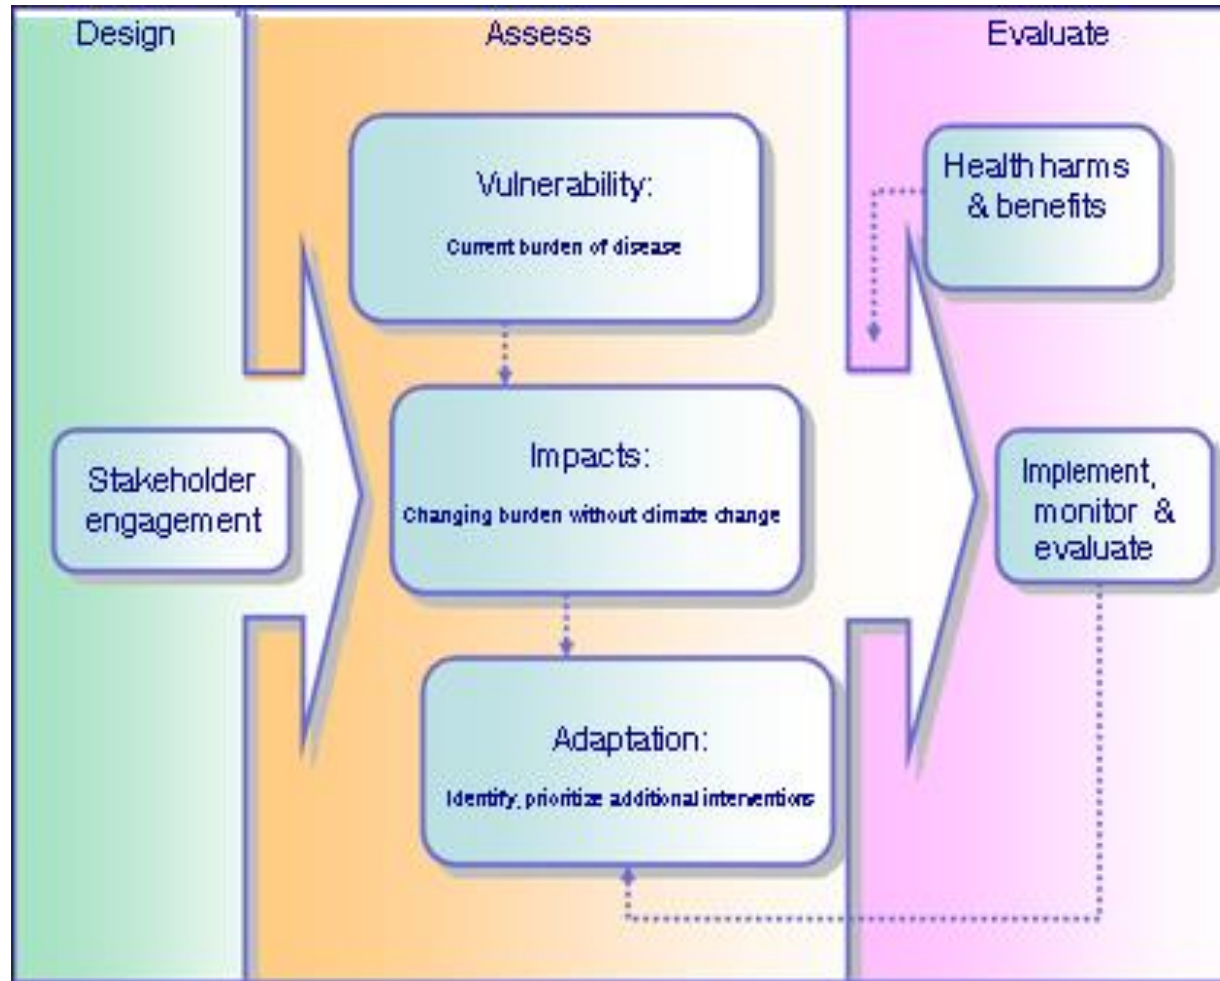 Design
Assess
Evaluate
Vulnerability:
Current burden of disease
Impacts:
Changing burden without climate change
Adaptation:
Identify, prioritize additional interventions
Stakeholder
engagement
Health harms
& benefits
Implement,
monitor &
evaluate